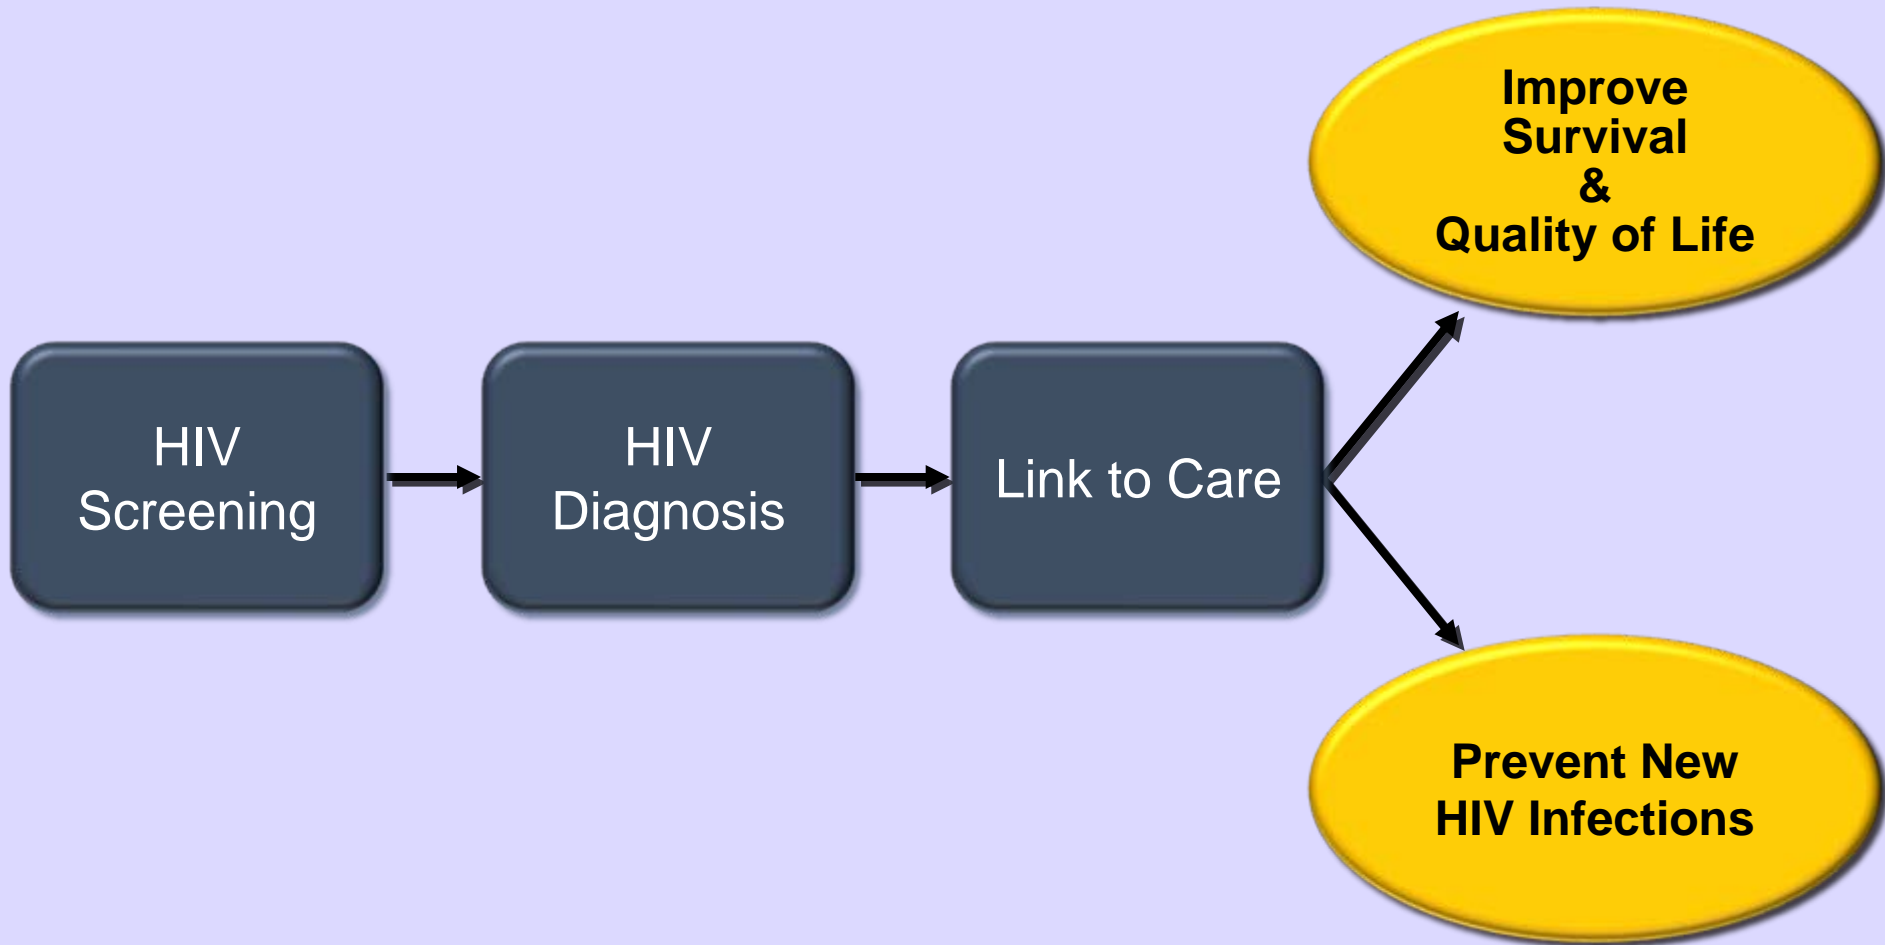 HIV
Screening
HIV
Diagnosis
Link to Care
Improve
Survival
&
Quality of Life
Prevent New
HIV Infections